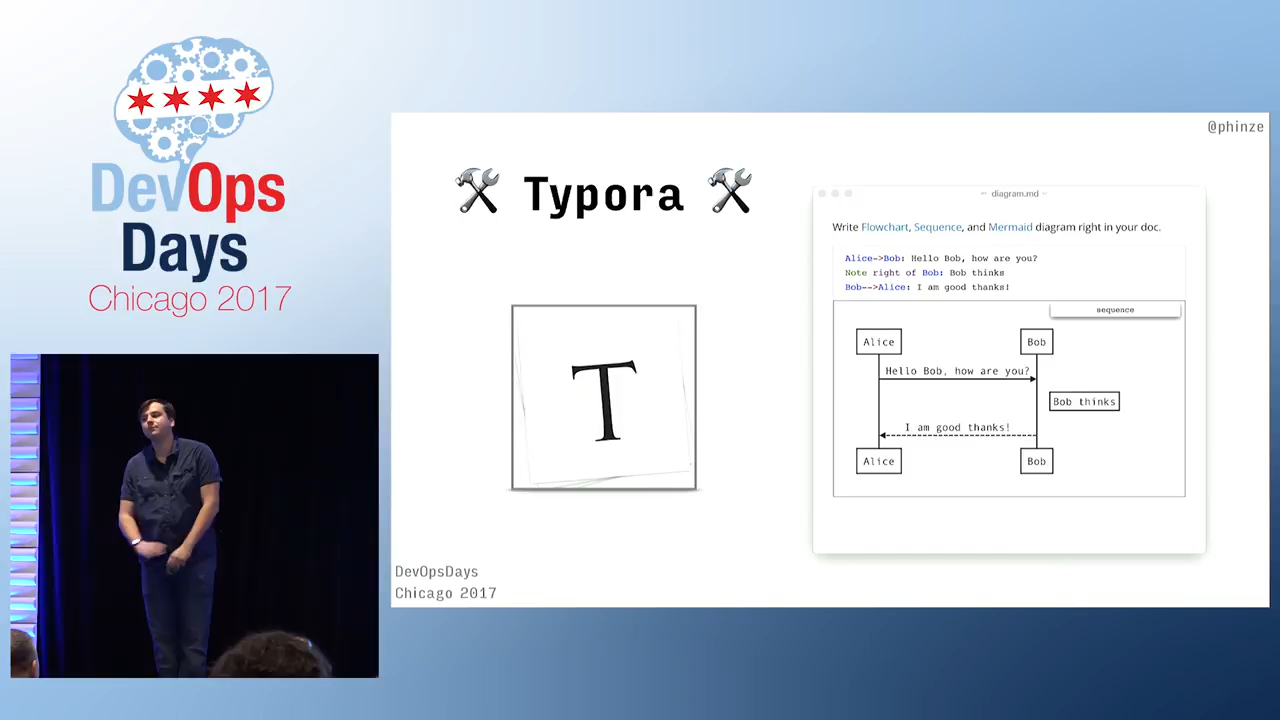 DevOps
Days
Chicago 2017
@phinze
Typora
T
diagram.md
Write Flowchart, Sequence, and Mermaid diagram right in your doc.
Alice->Bob: Hello Bob, how are you?
Note right of Bob: Bob thinks
Bob-->Alice: I am good thanks!
sequence
Alice
Bob
Hello Bob, how are you?
Bob thinks
I am good thanks!
Alice
Bob
DevOpsDays
Chicago 2017